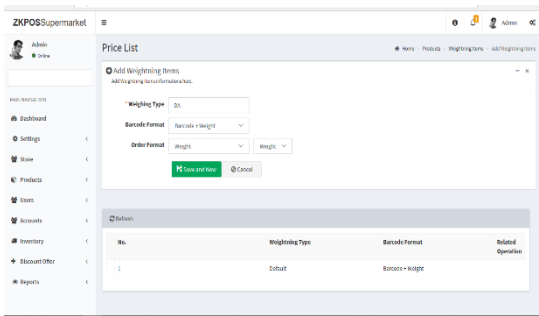 ZKPOSSupermarket
Admin
Admin
Online
Price List
Home > Products > Weightning Items > Add Weightning Items
Add Weightning Items
Add Weightning Items informations here.
MAIN NAVIGATION
* Weighing Type
BA
Dashboard
Barcode Format
Barcode + Weight
Settings
Order Format
Weight
Weight
Store
Save and New
Cancel
Products
Users
Accounts
Refresh
Inventory
No.
Weightning Type
Barcode Format
Related Operation
Discount Offer
1
Default
Barcode + Weight
Reports